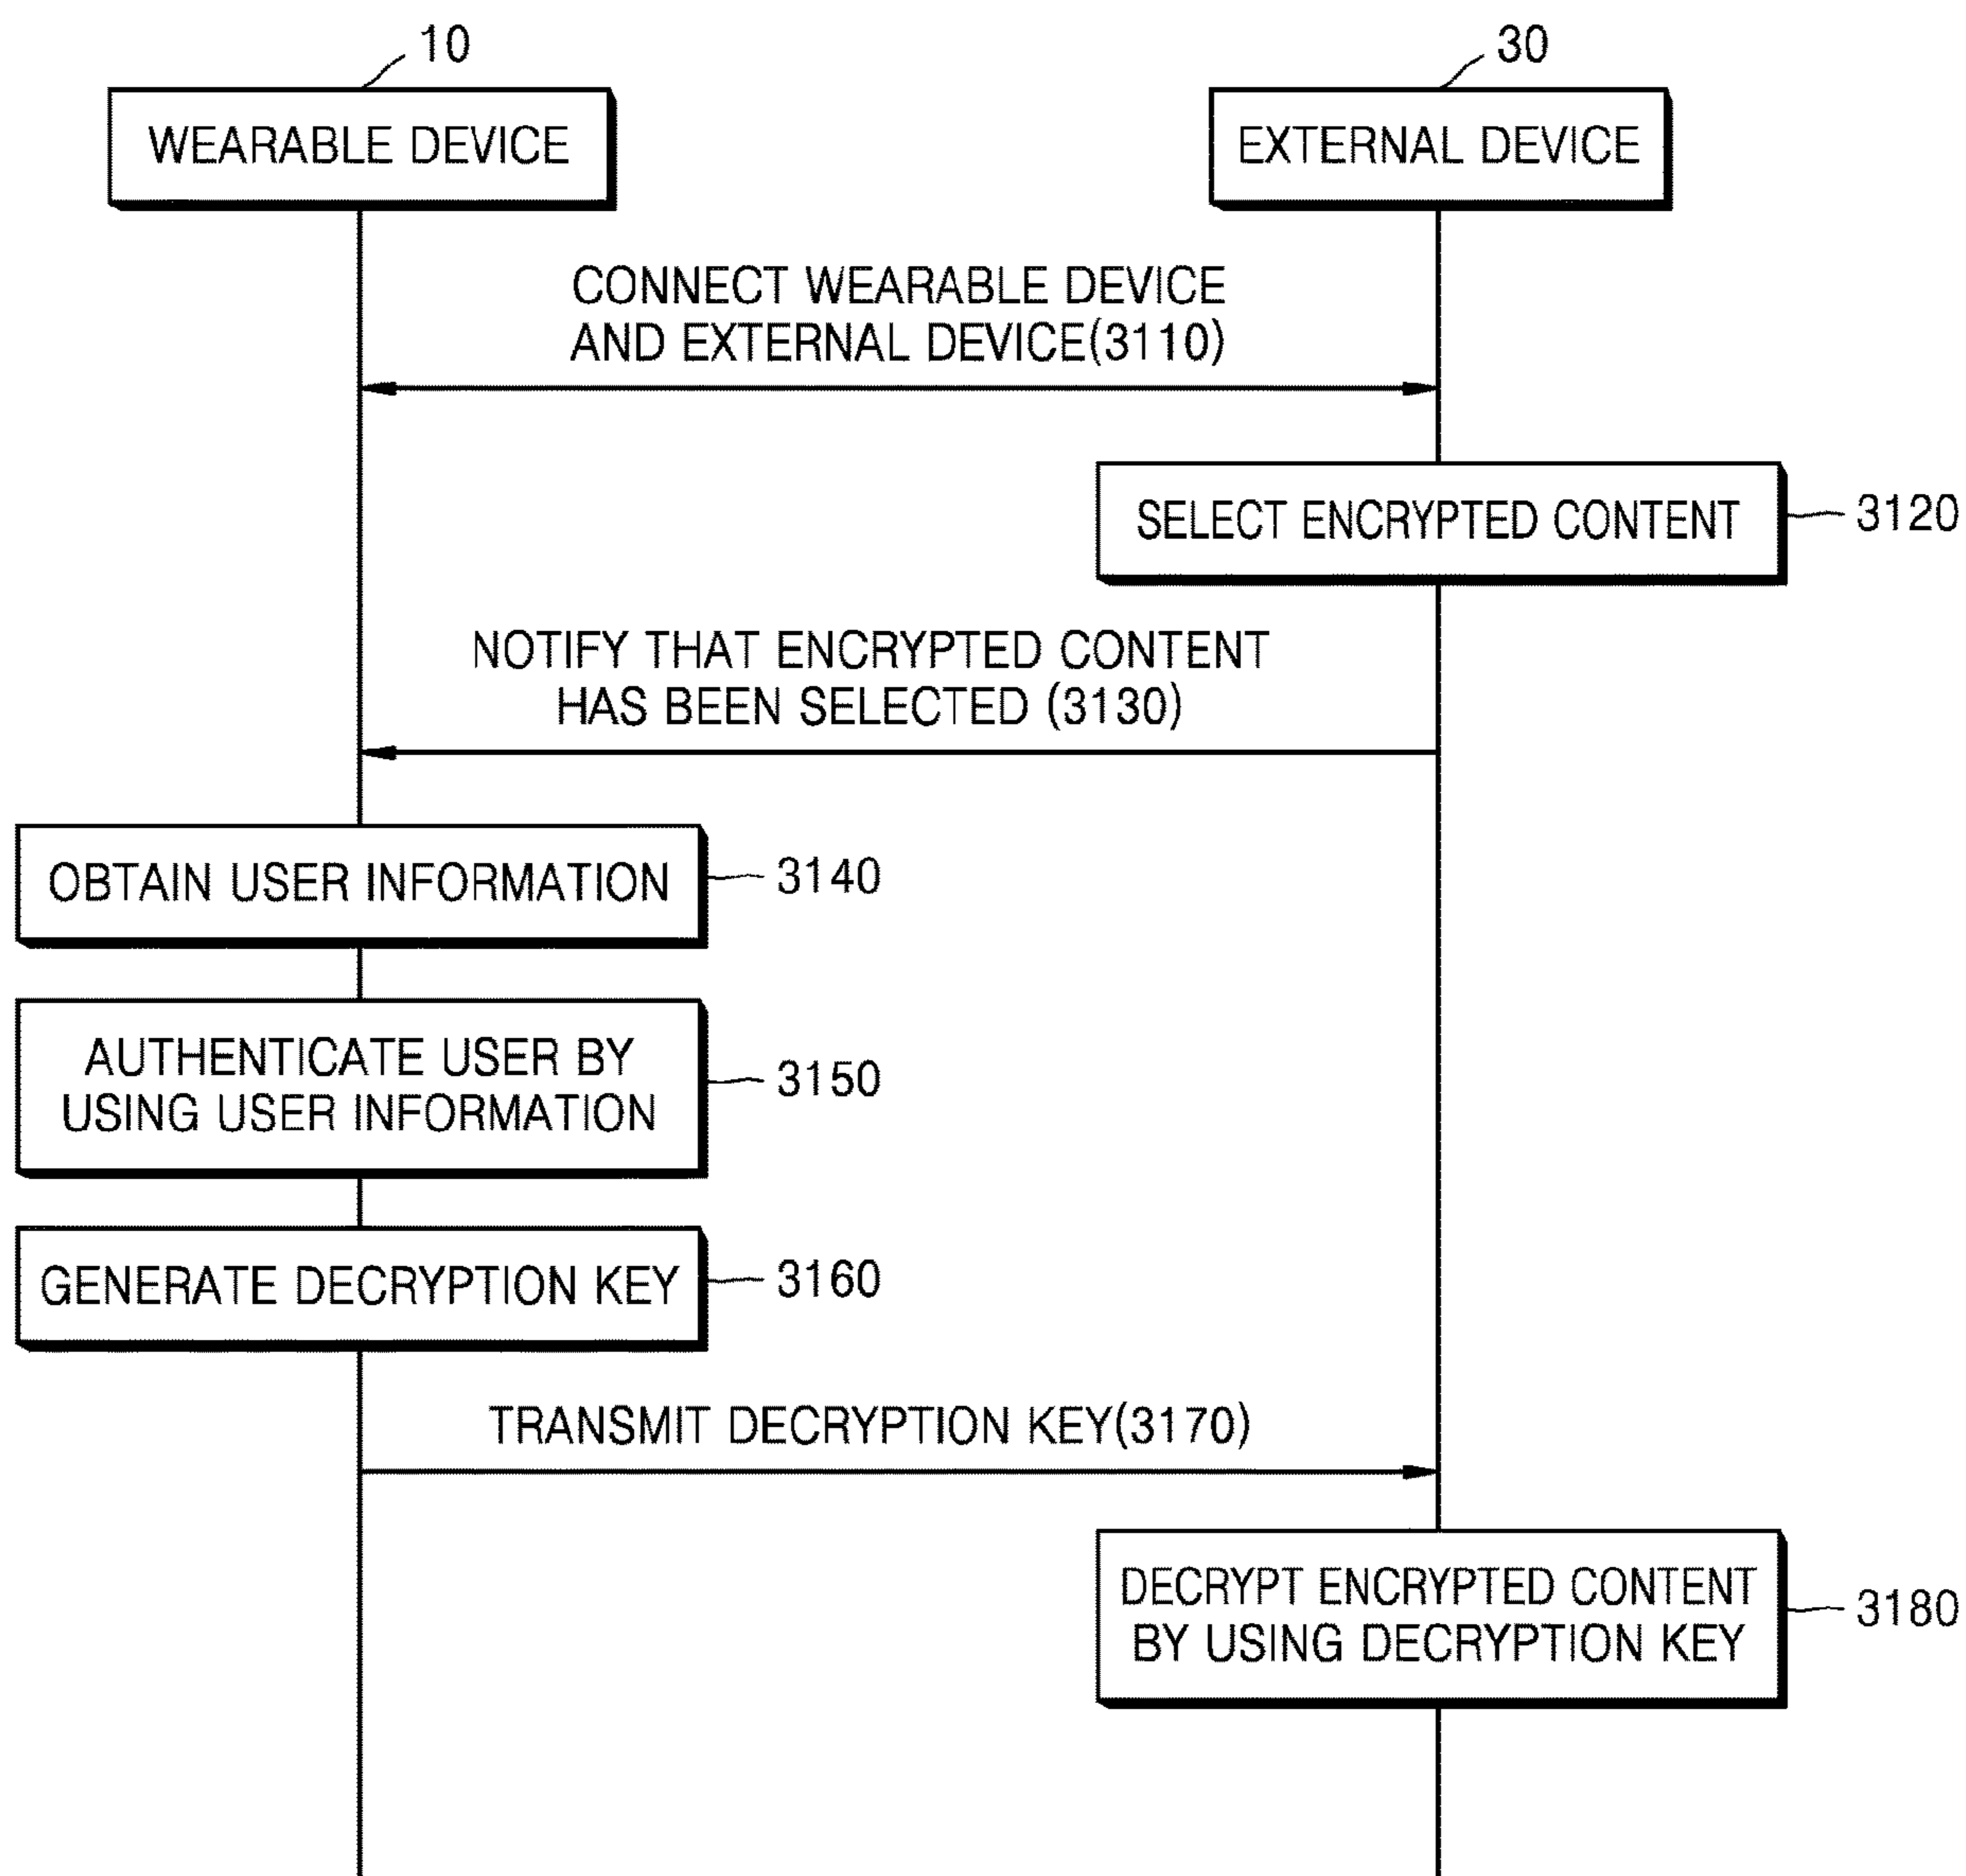 10
30
WEARABLE DEVICE
EXTERNAL DEVICE
CONNECT WEARABLE DEVICE
AND EXTERNAL DEVICE(3110)
SELECT ENCRYPTED CONTENT
3120
NOTIFY THAT ENCRYPTED CONTENT
HAS BEEN SELECTED (3130)
OBTAIN USER INFORMATION
3140
AUTHENTICATE USER BY
USING USER INFORMATION
3150
GENERATE DECRYPTION KEY
3160
TRANSMIT DECRYPTION KEY(3170)
DECRYPT ENCRYPTED CONTENT
BY USING DECRYPTION KEY
3180